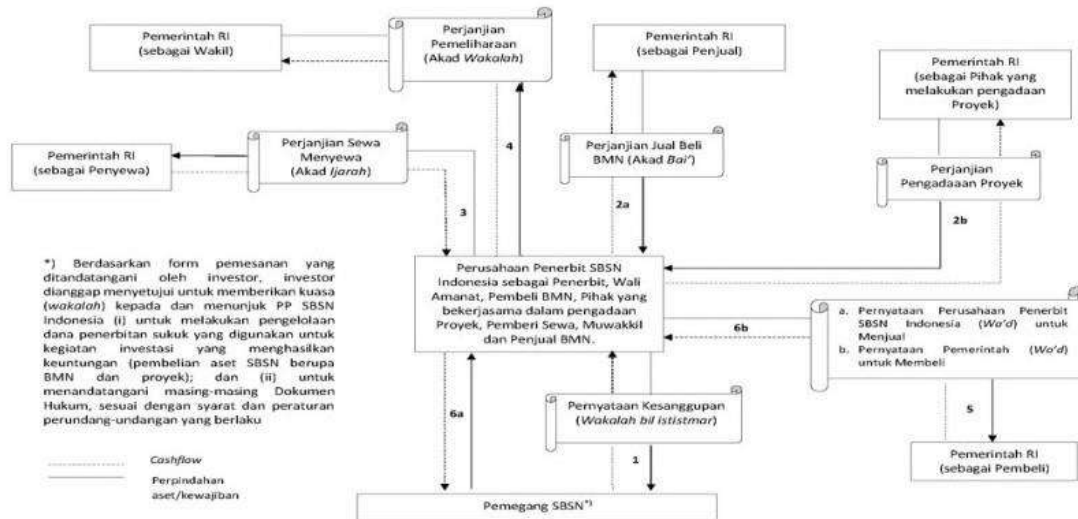 Pemerintah RI
(sebagai Wakil)
Perjanjian
Pemeliharaan
(Akad Wakalah)
Pemerintah RI
(sebagai Penjual)
Pemerintah RI
(sebagai Pihak yang
melakukan pengadaan
Proyek)
Pemerintah RI
(sebagai Penyewa)
Perjanjian Sewa
Menyewa
(Akad Ijarah)
4
Perjanjian Jual Beli
BMN (Akad Bai’)
Perjanjian
Pengadaaan Proyek
3
2a
2b
*) Berdasarkan form pemesanan yang
ditandatangani oleh investor, investor
dianggap menyetujui untuk memberikan kuasa
(wakalah) kepada dan menunjuk PP SBSN
Indonesia (i) untuk melakukan pengelolaan
dana penerbitan sukuk yang digunakan untuk
kegiatan investasi yang menghasilkan
keuntungan (pembelian aset SBSN berupa
BMN dan proyek); dan (ii) untuk
menandatangani masing-masing Dokumen
Hukum, sesuai dengan syarat dan peraturan
perundang-undangan yang berlaku
Perusahaan Penerbit SBSN
Indonesia sebagai Penerbit, Wali
Amanat, Pembeli BMN, Pihak yang
bekerjasama dalam pengadaan
Proyek, Pemberi Sewa, Muwakkil
dan Penjual BMN.
6b
a. Pernyataan Perusahaan Penerbit
SBSN Indonesia (Wa’d) untuk
Menjual
b. Pernyataan Pemerintah (Wa’d)
untuk Membeli
6a
Pernyataan Kesanggupan
(Wakalah bil istitsmar)
5
1
Cashflow
Perpindahan
aset/kewajiban
Pemerintah RI
(sebagai Pembeli)
Pemegang SBSN*)